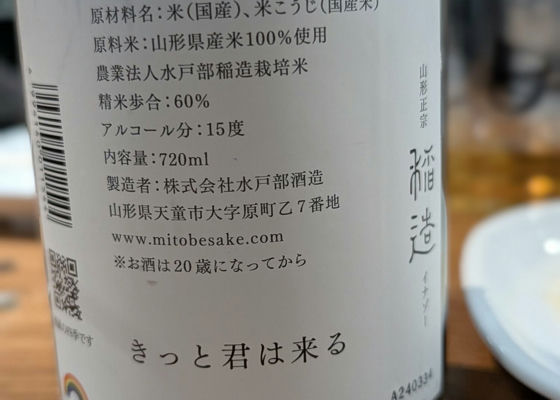 原材料名：米（国産）、米こうじ（国産米）
原料米：山形県産米100％使用
農業法人水戸部稲造栽培米
精米歩合：60％
アルコール分：15度
内容量：720ml
製造者：株式会社水戸部酒造
山形県天童市大字原町乙7番地
www.mitobesake.com
※お酒は20歳になってから
きっと君は来る
山形正宗
稲造
イナゾー
A240334